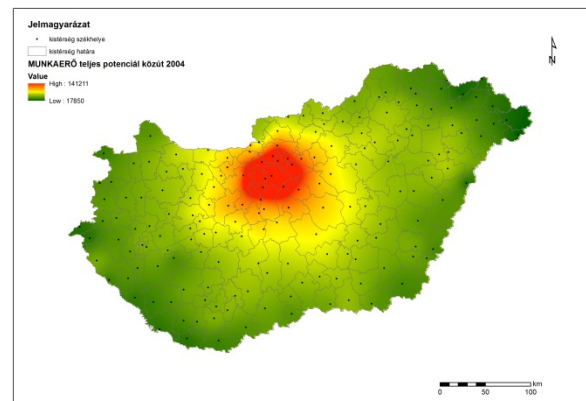 Jelmagyarázat
kistérség székhelye
kistérség határa
MUNKAERŐ teljes potenciál közút 2004
Value
High : 141211
Low : 17850
N
km
0 50 100